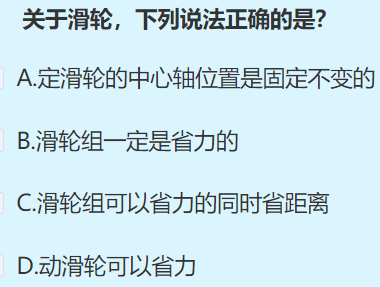 关于滑轮，下列说法正确的是？
A.定滑轮的中心轴位置是固定不变的
B.滑轮组一定是省力的
C.滑轮组可以省力的同时省距离
D.动滑轮可以省力